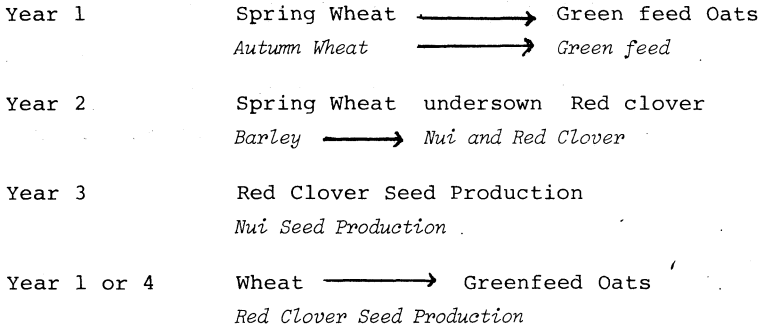 Year 1 Spring Wheat ⟶ Green feed Oats
Autumn Wheat ⟶ Green feed
Year 2 Spring Wheat undersown Red clover
Barley ⟶ Nui and Red Clover
Year 3 Red Clover Seed Production
Nui Seed Production
Year 1 or 4 Wheat ⟶ Greenfeed Oats
Red Clover Seed Production